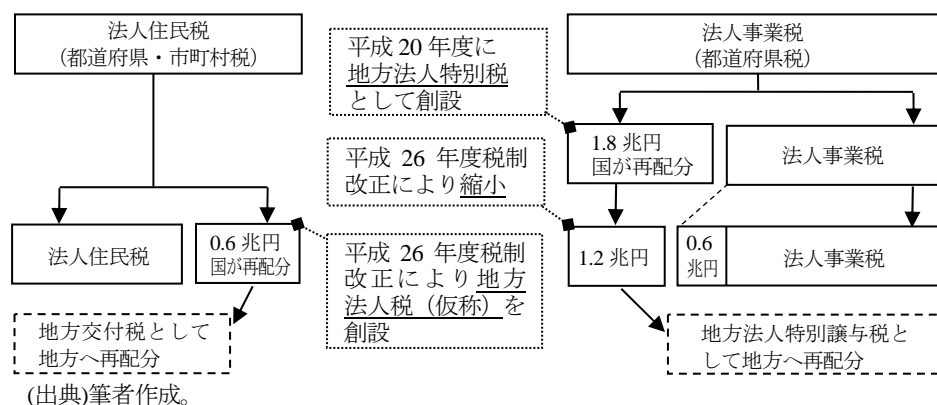 法人住民税
(都道府県・市町村税)
平成 20 年度に
地方法人特別税
として創設
法人事業税
(都道府県税)
平成 26 年度税制
改正により縮小
1.8 兆円
国が再配分
法人事業税
法人住民税
0.6 兆円
国が再配分
平成 26 年度税制
改正により地方
法人税（仮称）を
創設
1.2 兆円
0.6
兆円
法人事業税
地方交付税として
地方へ再配分
地方法人特別譲与税と
して地方へ再配分
(出典)筆者作成。